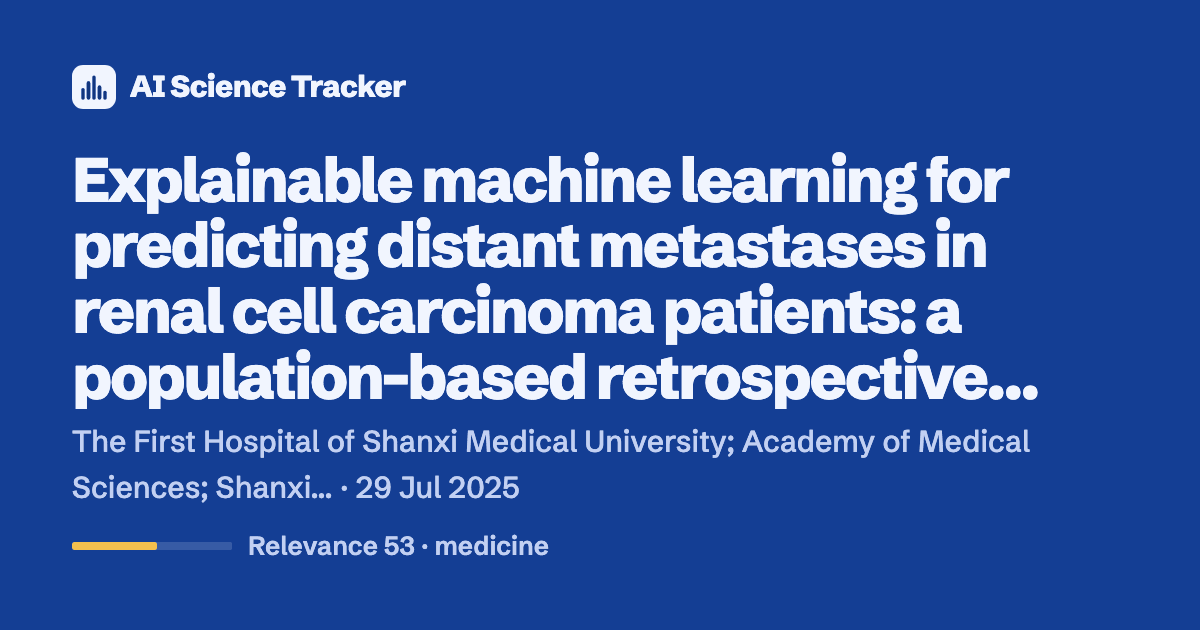 AI Science Tracker
Explainable machine learning for
predicting distant metastases in
renal cell carcinoma patients: a
population-based retrospective...
The First Hospital of Shanxi Medical University; Academy of Medical
Sciences; Shanxi... · 29 Jul 2025
Relevance 53 · medicine